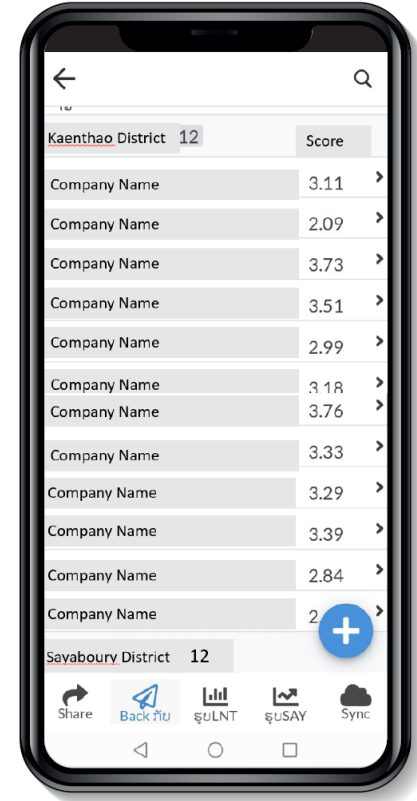 Kaenthao District 12
Score
Company Name 3.11
Company Name 2.09
Company Name 3.73
Company Name 3.51
Company Name 2.99
Company Name 3.18
Company Name 3.76
Company Name 3.33
Company Name 3.29
Company Name 3.39
Company Name 2.84
Company Name 2.
Sayaboury District 12
Share
Back ກັບ
ຮູບLNT
ຮູບSAY
Sync